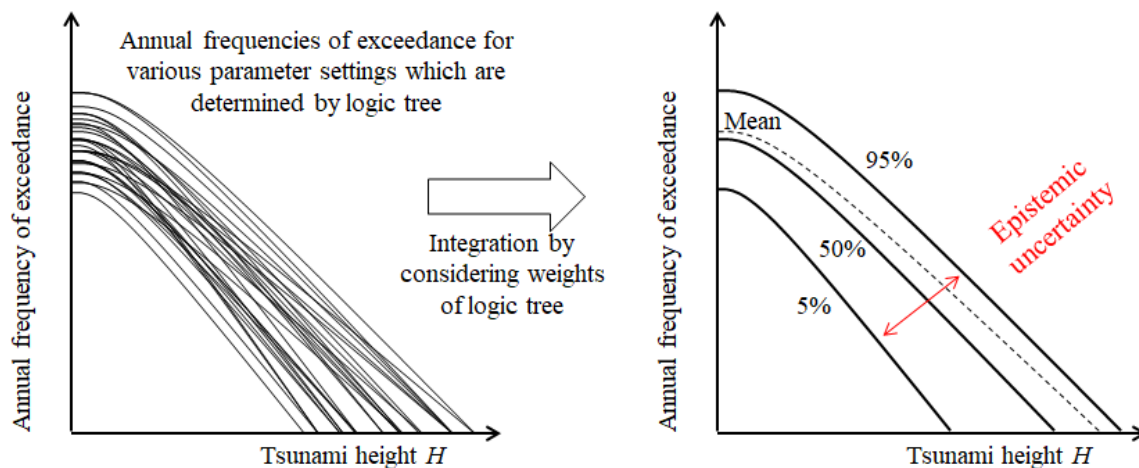 Annual frequencies of exceedance for
various parameter settings which are
determined by logic tree
Annual frequency of exceedance
Tsunami height H
Integration by
considering weights
of logic tree
Annual frequency of exceedance
Mean
95%
50%
5%
Epistemic
uncertainty
Tsunami height H